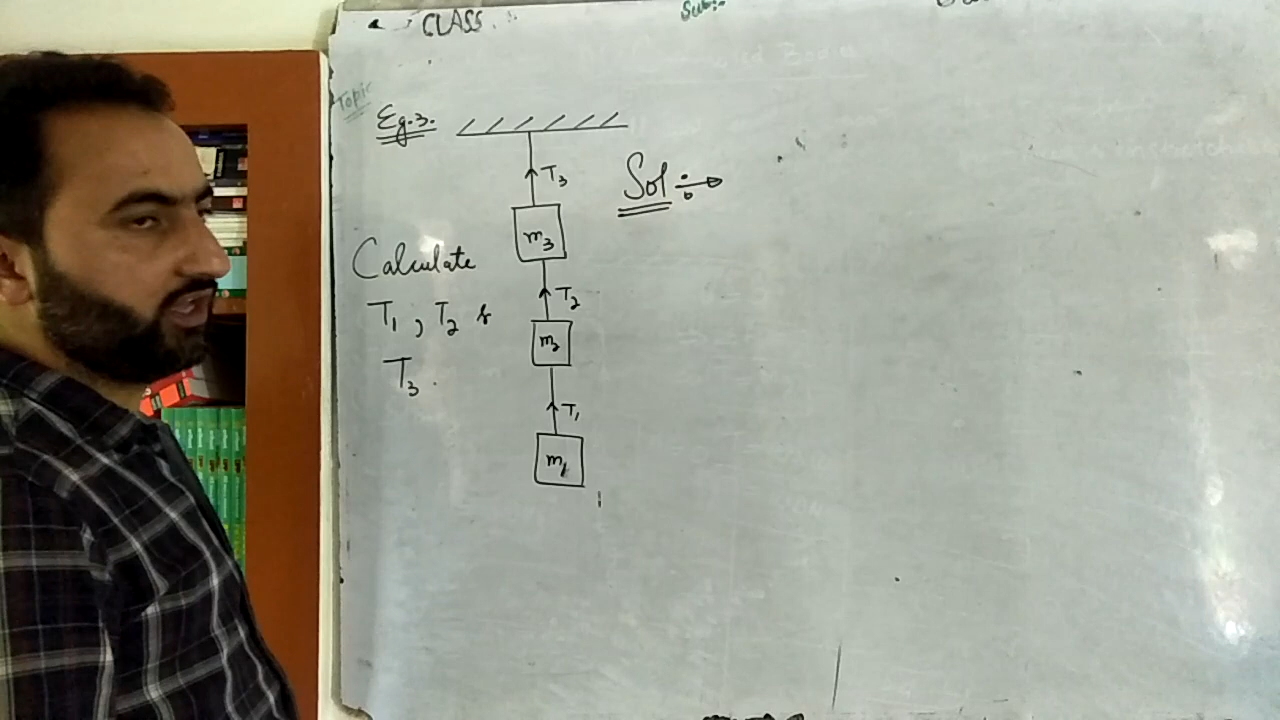 CLASS.
Sub:-
Topic
Eg.3.
T3
Sol
m3
Calculate
T1, T2 &
T3.
T2
m2
T1
m1